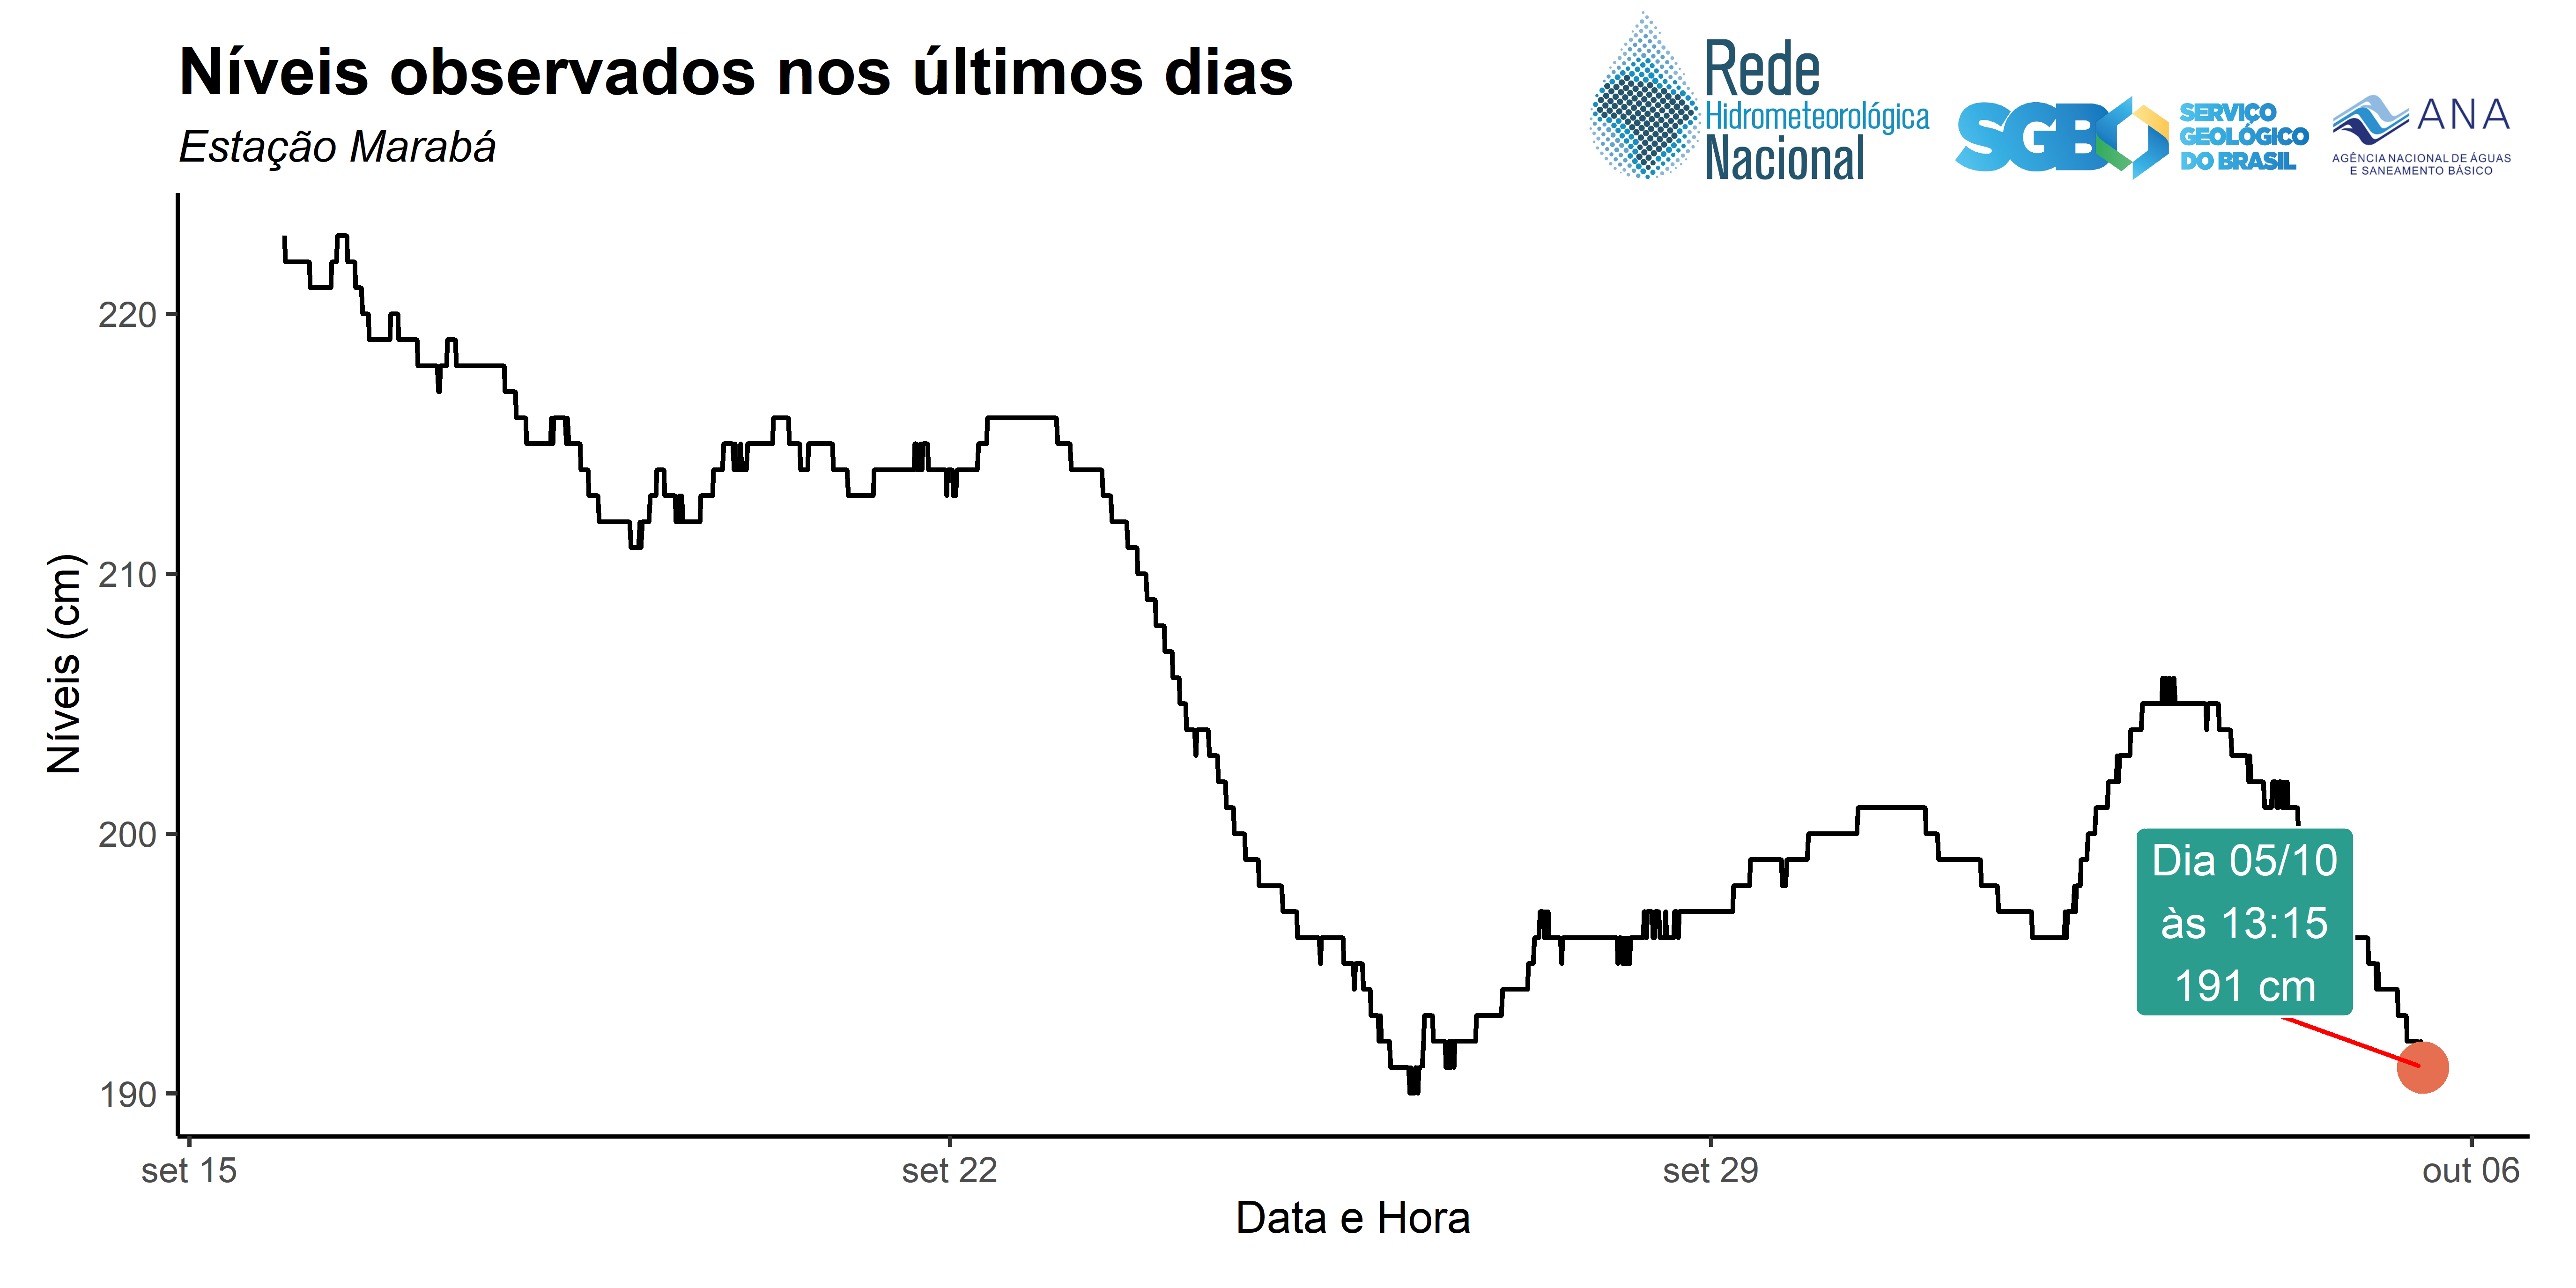 Níveis observados nos últimos dias
Estação Marabá
Rede
Hidrometeorológica
Nacional
SGB
SERVIÇO
GEOLÓGICO
DO BRASIL
ANA
AGÊNCIA NACIONAL DE ÁGUAS
E SANEAMENTO BÁSICO
Níveis (cm)
220
210
200
190
Dia 05/10
às 13:15
191 cm
set 15
set 22
set 29
out 06
Data e Hora